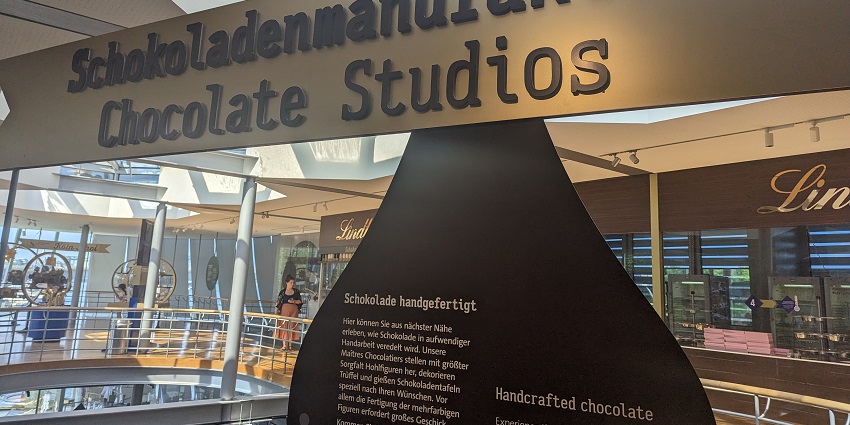 Schokoladenmanufak
Chocolate Studios
Lindt
Lin
4
Schokolade handgefertigt
Hier können Sie aus nächster Nähe
erleben, wie Schokolade in aufwendiger
Handarbeit veredelt wird. Unsere
Maîtres Chocolatiers stellen mit größter
Sorgfalt Hohlfiguren her, dekorieren
Trüffel und gießen Schokoladentafeln
speziell nach Ihren Wünschen. Vor
allem die Fertigung der mehrfarbigen
Figuren erfordert großes Geschick
Handcrafted chocolate